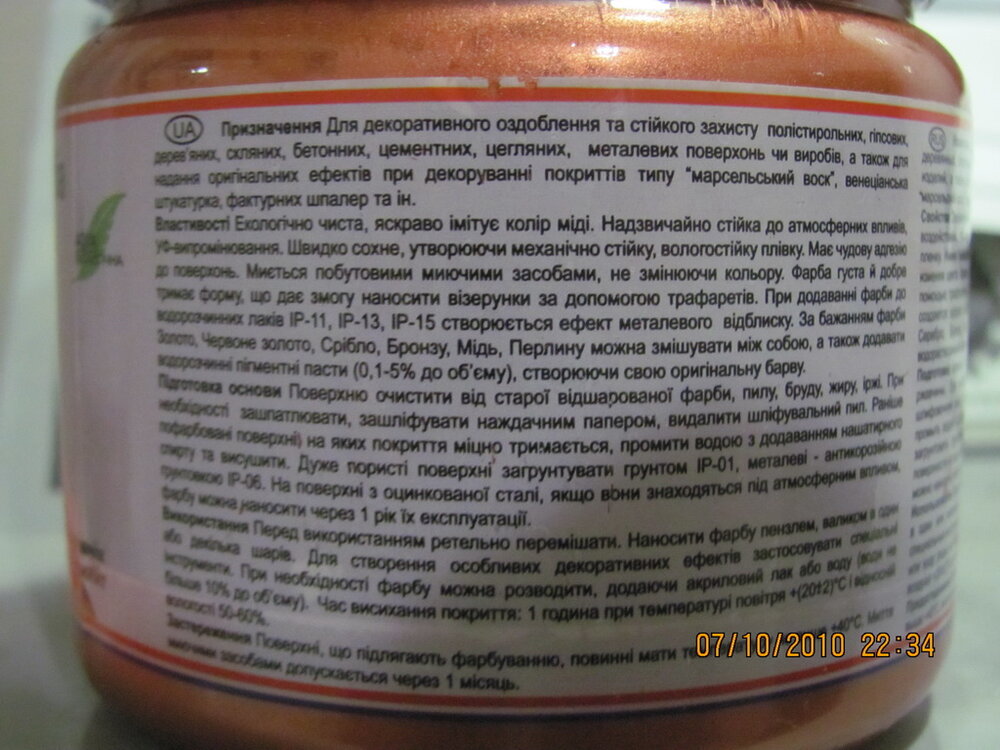 UA Призначення Для декоративного оздоблення та стійкого захисту полістирольних, гіпсових,
дерев'яних, скляних, бетонних, цементних, цегляних, металевих поверхонь чи виробів, а також для
надання оригінальних ефектів при декоруванні покриттів типу "марсельський воск", венеціанська
штукатурка, фактурних шпалер та ін.
Властивості Екологічно чиста, яскраво імітує колір міді. Надзвичайно стійка до атмосферних впливів,
УФ-випромінювання. Швидко сохне, утворюючи механічно стійку, вологостійку плівку. Має чудову адгезію
до поверхонь. Миється побутовими миючими засобами, не змінюючи кольору. Фарба густа й добре
тримає форму, що дає змогу наносити візерунки за допомогою трафаретів. При додаванні фарби до
водорозчинних лаків ІР-11, ІР-13, ІР-15 створюється ефект металевого відблиску. За бажанням фарби
Золото, Червоне золото, Срібло, Бронзу, Мідь, Перлину можна змішувати між собою, а також додавати
водорозчинні пігментні пасти (0,1-5% до об'єму), створюючи свою оригінальну барву.
Підготовка основи Поверхню очистити від старої відшарованої фарби, пилу, бруду, жиру, іржі. При
необхідності зашпатлювати, зашліфувати наждачним папером, видалити шліфувальний пил. Раніше
пофарбовані поверхні) на яких покриття міцно тримається, промити водою з додаванням нашатирного
спирту та висушити. Дуже пористі поверхні загрунтувати грунтом ІР-01, металеві - антикорозійною
грунтовкою ІР-06. На поверхні з оцинкованої сталі, якщо вони знаходяться під атмосферним впливом,
фарбу можна наносити через 1 рік їх експлуатації.
Використання Перед використанням ретельно перемішати. Наносити фарбу пензлем, валиком в один
або декілька шарів. Для створення особливих декоративних ефектів застосовувати спеціальні
інструменти. При необхідності фарбу можна розводити, додаючи акриловий лак або воду (води не
більше 10% до об'єму). Час висихання покриття: 1 година при температурі повітря +(20±2)°С і відносній
вологості 50-60%.
Застереження Поверхні, що підлягають фарбуванню, повинні мати +40°С. Миття
миючими засобами допускається через 1 місяць.
RUS
07/10/2010 22:34